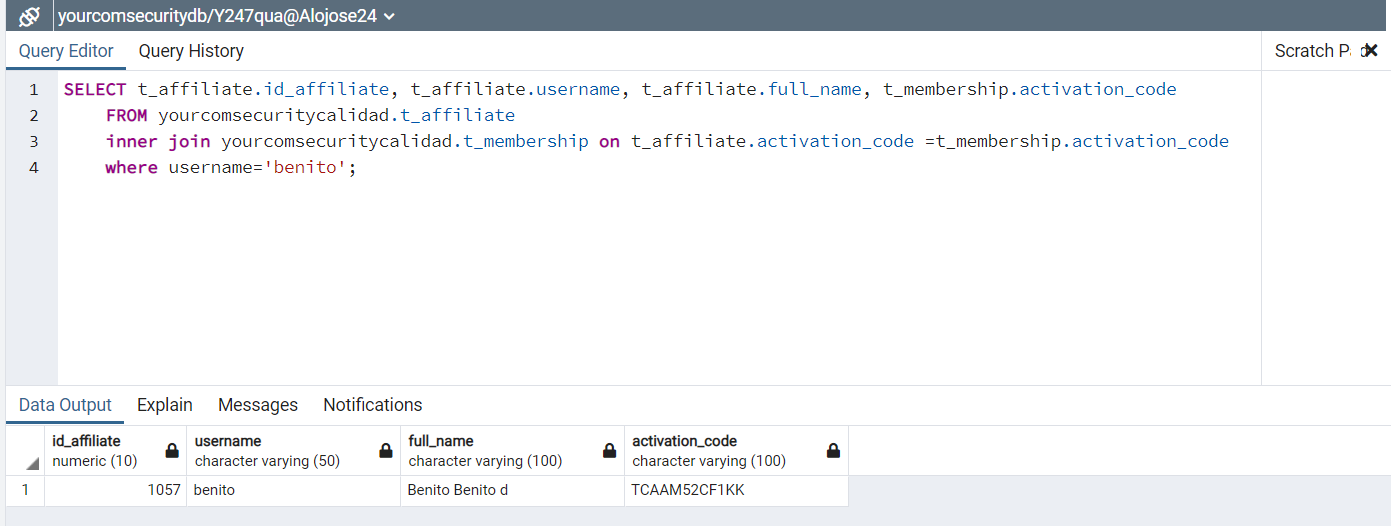 yourcomsecuritydb/Y247qua@Alojose24
Query Editor Query History Scratch
1 SELECT t_affiliate.id_affiliate, t_affiliate.username, t_affiliate.full_name, t_membership.activation_code
2 FROM yourcomsecuritycalidad.t_affiliate
3 inner join yourcomsecuritycalidad.t_membership on t_affiliate.activation_code =t_membership.activation_code
4 where username='benito';
Data Output Explain Messages Notifications
id_affiliate username full_name activation_code
numeric (10) character varying (50) character varying (100) character varying (100)
1 1057 benito Benito Benito d TCAAM52CF1KK